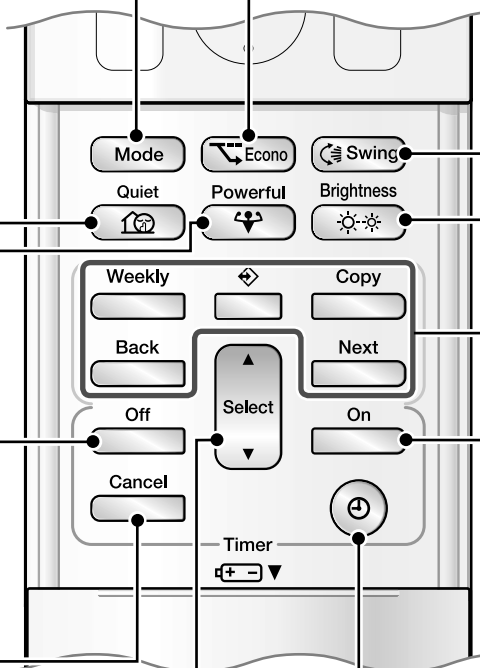 Mode
Econo
Swing
Quiet
Powerful
Brightness
Weekly
Copy
Back
Next
Select
Off
On
Cancel
Timer